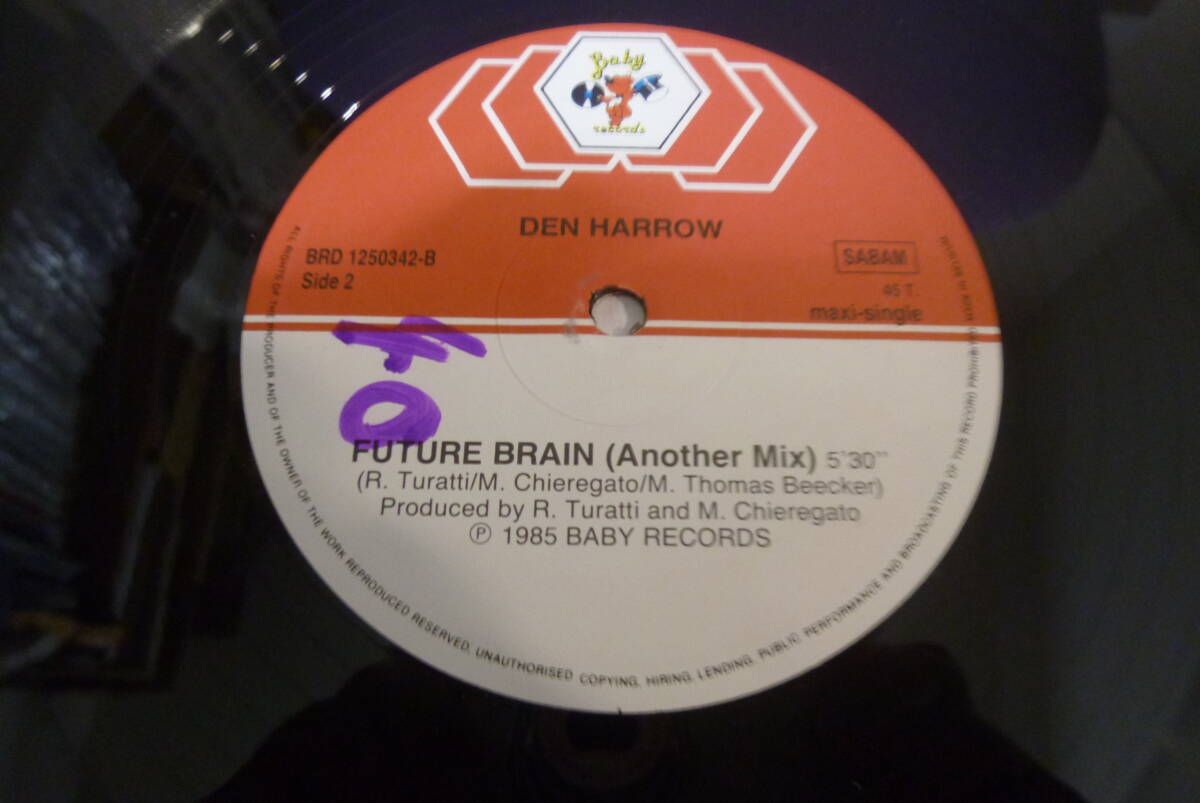 Baby
records
DEN HARROW
BRD 1250342-B
Side 2
SABAM
45 T.
maxi-single
FUTURE BRAIN (Another Mix) 5'30"
(R. Turatti/M. Chieregato/M. Thomas Beecker)
Produced by R. Turatti and M. Chieregato
℗ 1985 BABY RECORDS
ALL RIGHTS OF THE PRODUCER AND OF THE OWNER OF THE WORK REPRODUCED RESERVED. UNAUTHORISED COPYING, HIRING, LENDING, PUBLIC PERFORMANCE AND BROADCASTING OF THIS RECORD PROHIBITED